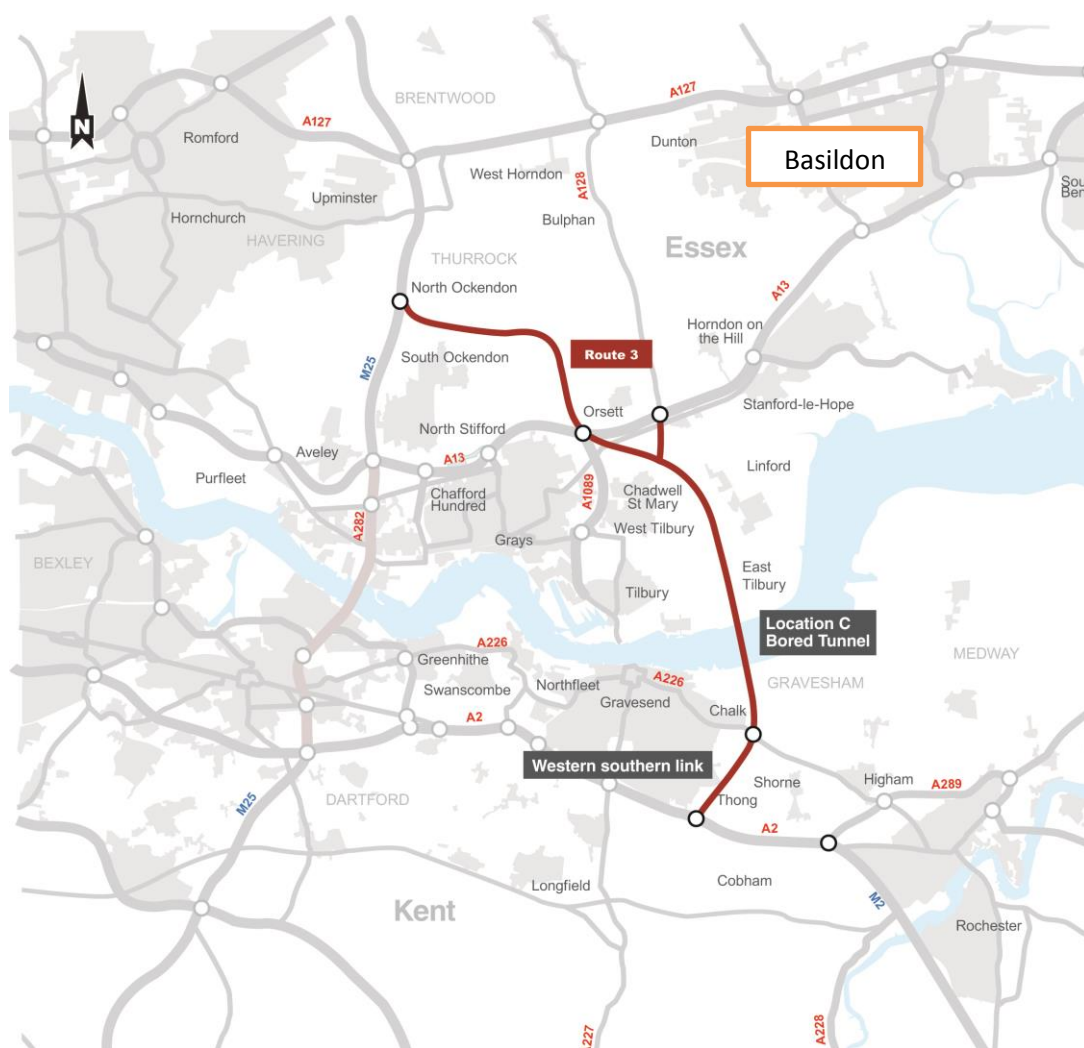 BRENTWOOD
A127
N
Romford
A127
Dunton
Basildon
West Horndon
Upminster
A128
Sou
Ben
Hornchurch
Bulphan
HAVERING
Essex
THURROCK
North Ockendon
A13
Horndon on
the Hill
South Ockendon
Route 3
M25
Stanford-le-Hope
Orsett
North Stifford
Aveley
A13
Linford
Purfleet
Chafford
Hundred
A1089
Chadwell
St Mary
A282
West Tilbury
Grays
BEXLEY
East
Tilbury
Tilbury
Location C
Bored Tunnel
A226
MEDWAY
Greenhithe
A226
GRAVESHAM
Northfleet
Swanscombe
Gravesend
Chalk
A2
Western southern link
Shorne
Higham
A289
M25
DARTFORD
Thong
A2
Longfield
Cobham
M2
Kent
Rochester
A227
A228